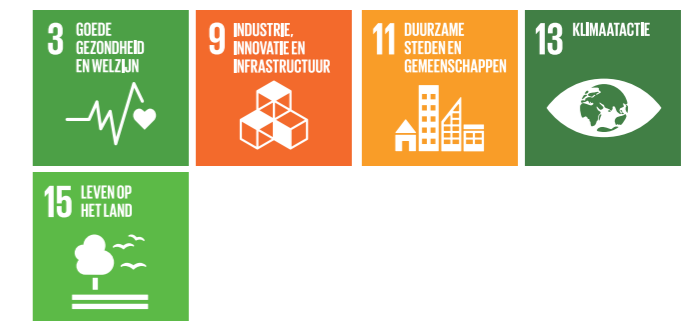 3 GOEDE
GEZONDHEID
EN WELZIJN
9 INDUSTRIE,
INNOVATIE EN
INFRASTRUCTUUR
11 DUURZAME
STEDEN EN
GEMEENSCHAPPEN
13 KLIMAATACTIE
15 LEVEN OP
HET LAND